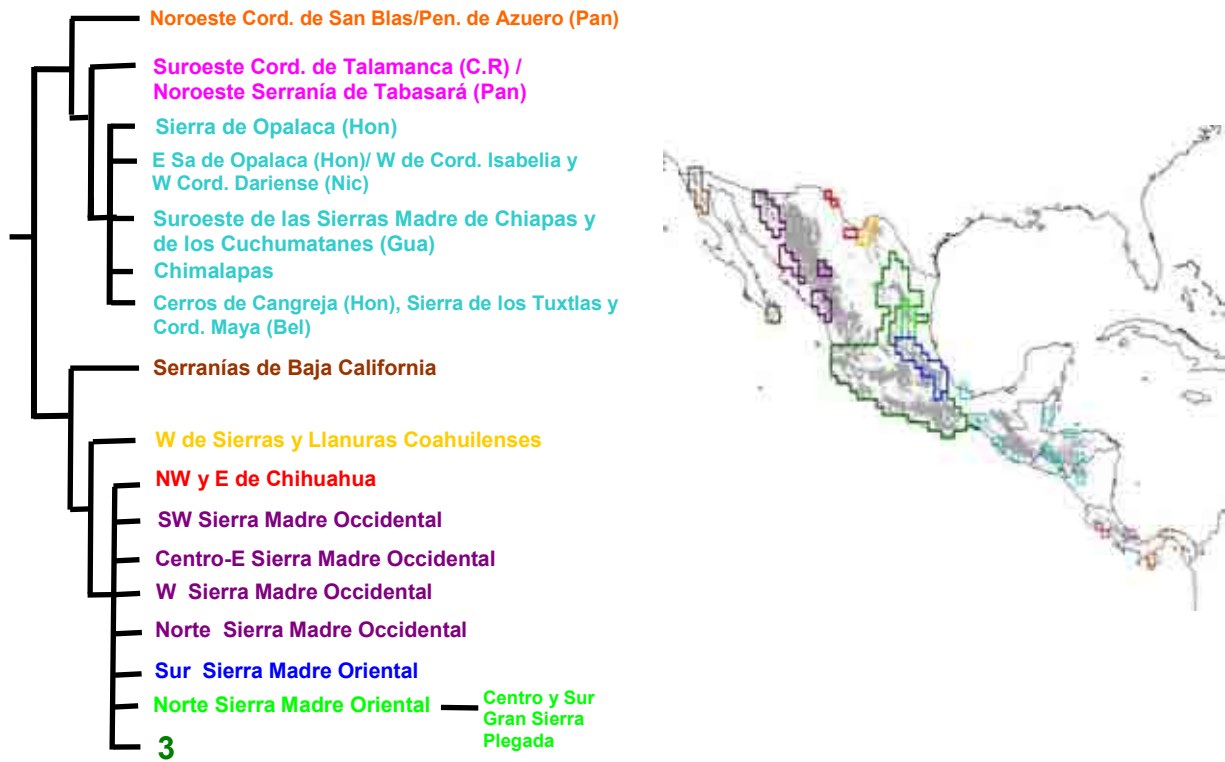 Noroeste Cord. de San Blas/Pen. de Azuero (Pan)
Suroeste Cord. de Talamanca (C.R) /
Noroeste Serranía de Tabasará (Pan)
Sierra de Opalaca (Hon)
E Sa de Opalaca (Hon)/ W de Cord. Isabelia y
W Cord. Dariense (Nic)
Suroeste de las Sierras Madre de Chiapas y
de los Cuchumatanes (Gua)
Chimalapas
Cerros de Cangreja (Hon), Sierra de los Tuxtlas y
Cord. Maya (Bel)
Serranías de Baja California
W de Sierras y Llanuras Coahuilenses
NW y E de Chihuahua
SW Sierra Madre Occidental
Centro-E Sierra Madre Occidental
W Sierra Madre Occidental
Norte Sierra Madre Occidental
Sur Sierra Madre Oriental
Norte Sierra Madre Oriental
Centro y Sur
Gran Sierra
Plegada
3